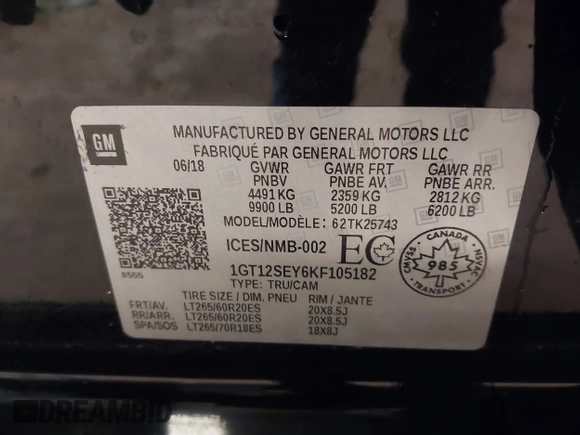 GM
MANUFACTURED BY GENERAL MOTORS LLC
FABRIQUÉ PAR GENERAL MOTORS LLC
06/18 GVWR GAWR FRT GAWR RR
PNBV PNBE AV. PNBE ARR.
4491 KG 2359 KG 2812 KG
9900 LB 5200 LB 6200 LB
MODEL/MODÈLE: 62TK25743
ICES/NMB-002 EC
CANADA
CMVSS 985 NSVAC
8555
1GT12SEY6KF105182
TYPE: TRU/CAM
TIRE SIZE / DIM. PNEU RIM / JANTE
FRT/AV. LT265/60R20ES 20X8.5J
RR/ARR. LT265/60R20ES 20X8.5J
SPA/SOS LT265/70R18ES 18X8J
DREAMBID